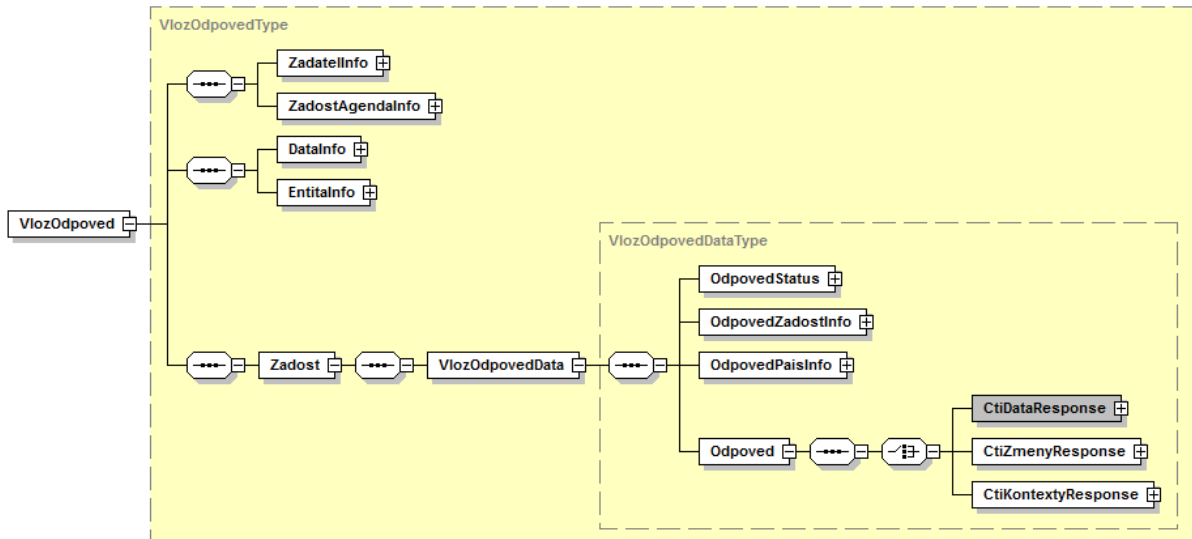 VlozOdpovedType
ZadatelInfo
ZadostAgendaInfo
DataInfo
EntitaInfo
VlozOdpoved
VlozOdpovedDataType
OdpovedStatus
OdpovedZadostInfo
Zadost
VlozOdpovedData
OdpovedPaisInfo
CtiDataResponse
Odpoved
CtiZmenyResponse
CtiKontextyResponse